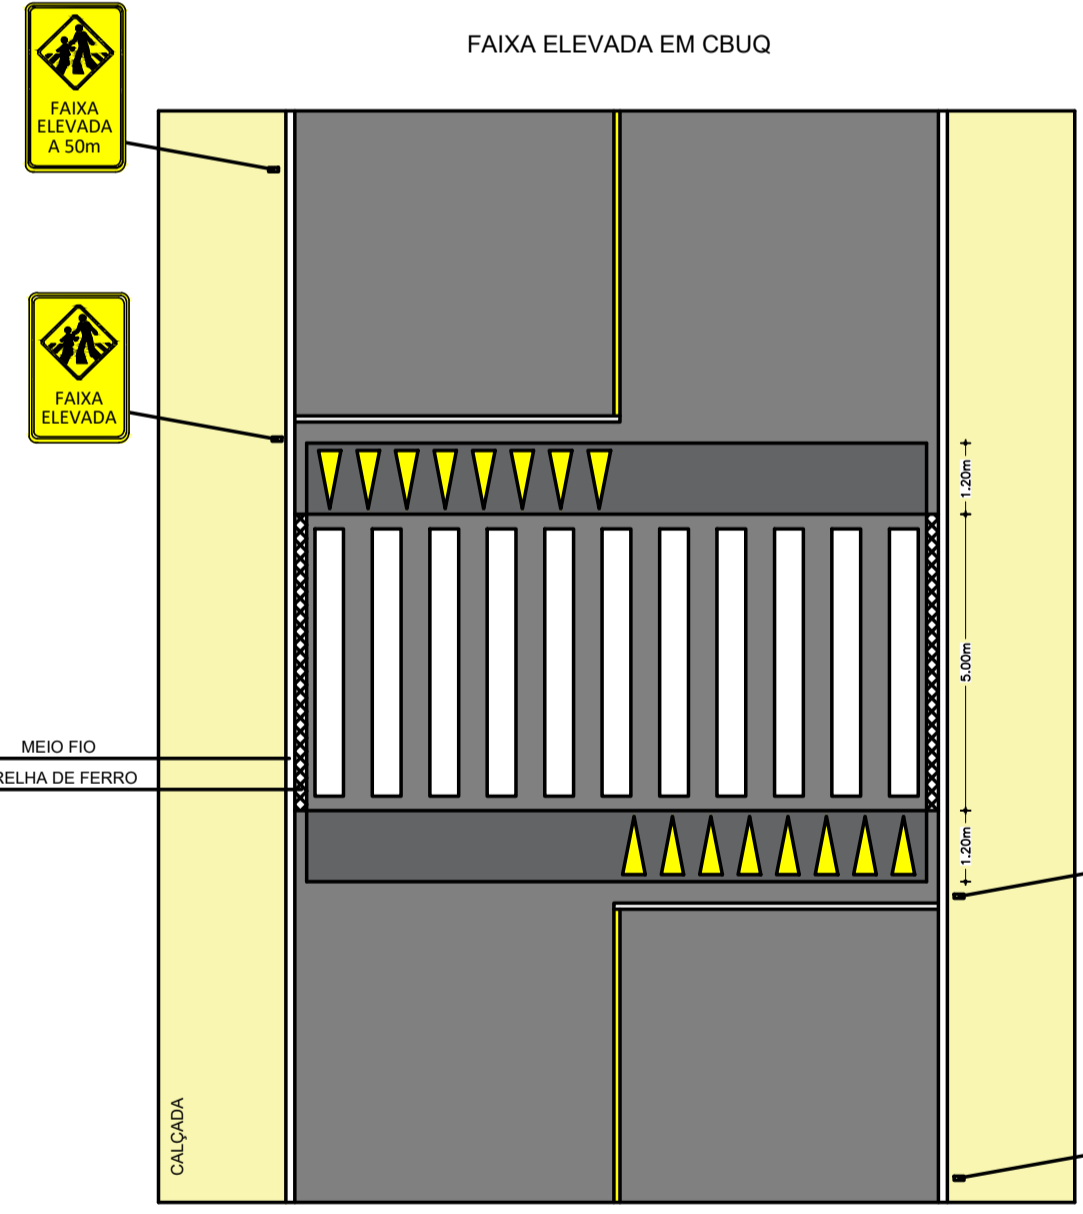 FAIXA ELEVADA EM CBUQ
FAIXA
ELEVADA
A 50m
FAIXA
ELEVADA
1.20m
5.00m
1.20m
MEIO FIO
RELHA DE FERRO
CALÇADA